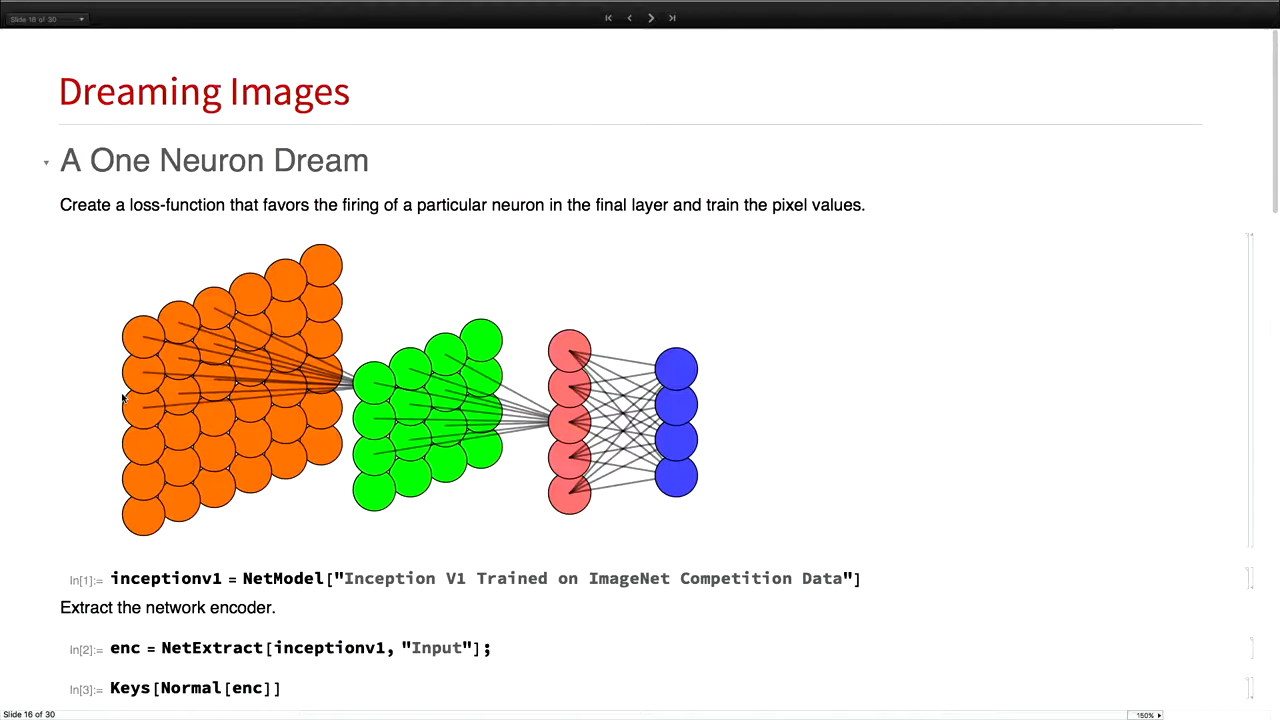 Slide 16 of 30
Dreaming Images
A One Neuron Dream
Create a loss-function that favors the firing of a particular neuron in the final layer and train the pixel values.
In[1]:= inceptionv1 = NetModel["Inception V1 Trained on ImageNet Competition Data"]
Extract the network encoder.
In[2]:= enc = NetExtract[inceptionv1, "Input"];
In[3]:= Keys[Normal[enc]]
Slide 16 of 30
150%